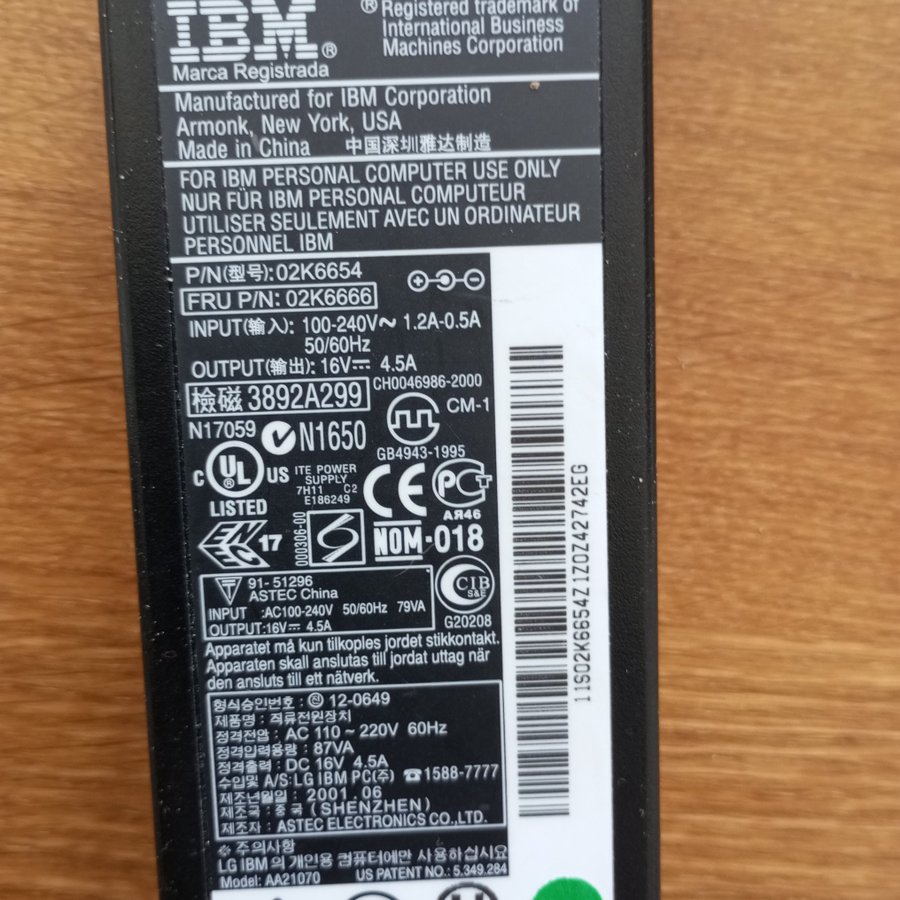 IBM®
Marca Registrada
® Registered trademark of
International Business
Machines Corporation
Manufactured for IBM Corporation
Armonk, New York, USA
Made in China 中国深圳雅达制造
FOR IBM PERSONAL COMPUTER USE ONLY
NUR FÜR IBM PERSONAL COMPUTEUR
UTILISER SEULEMENT AVEC UN ORDINATEUR
PERSONNEL IBM
P/N(型号):02K6654
FRU P/N: 02K6666
INPUT(输入): 100-240V~ 1.2A-0.5A
50/60Hz
OUTPUT(输出): 16V⎓ 4.5A
CH0046986-2000
檢磁 3892A299
CM-1
N17059 N1650
GB4943-1995
C UL ® US
LISTED
ITE POWER
SUPPLY
7H11 C2
E186249
CE
PCT
АЯ46
17
000306-00
NOM-018
91-51296
ASTEC China
INPUT :AC100-240V 50/60Hz 79VA
OUTPUT:16V⎓ 4.5A
CIB
S&E
G20208
Apparatet må kun tilkoples jordet stikkontakt.
Apparaten skall anslutas till jordat uttag när
den ansluts till ett nätverk.
형식승인번호 : 전 12-0649
제품명 : 직류전원장치
정격전압 : AC 110 ~ 220V 60Hz
정격입력용량 : 87VA
정격출력 : DC 16V 4.5A
수입및 A/S: LG IBM PC(주) ☎1588-7777
제조년월일 : 2001 . 06
제조국 : 중국 (SHENZHEN)
제조자 : ASTEC ELECTRONICS CO.,LTD.
※ 주의사항
LG IBM 의 개인용 컴퓨터에만 사용하십시요
Model: AA21070 US PATENT NO.: 5.349.284
11S02K6654Z1Z0Z42742EG